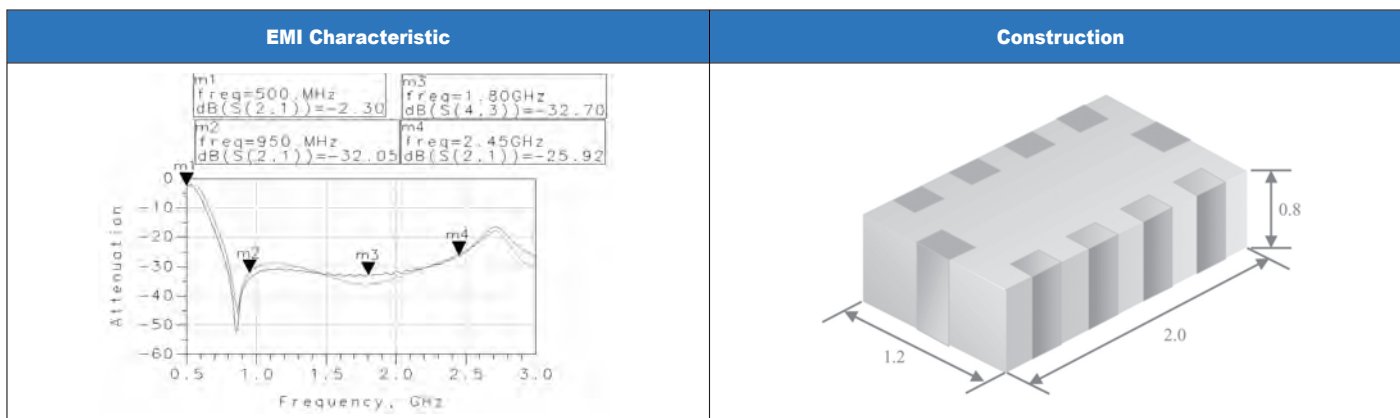 EMI Characteristic
Construction
m1
freq=500.MHz
dB(S(2,1))=-2.30
m3
freq=1.80GHz
dB(S(4,3))=-32.70
m2
freq=950.MHz
dB(S(2,1))=-32.05
m4
freq=2.45GHz
dB(S(2,1))=-25.92
m1
m2
m3
m4
0
-10
-20
-30
-40
-50
-60
Attenuation
0.5 1.0 1.5 2.0 2.5 3.0
Frequency, GHz
0.8
2.0
1.2